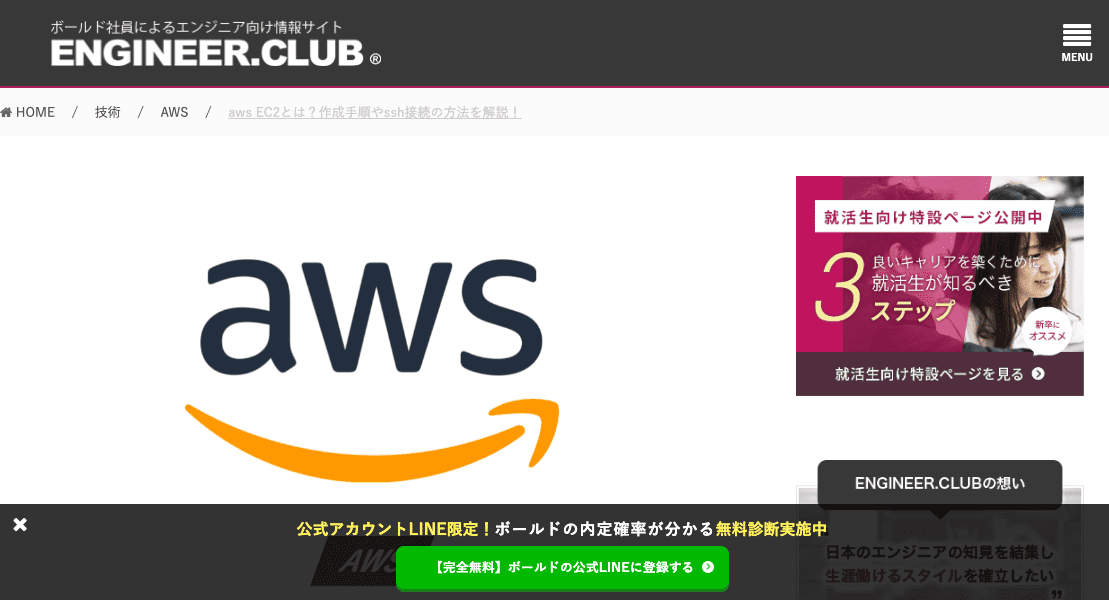 ボールド社員によるエンジニア向け情報サイト
ENGINEER.CLUB ®
MENU
HOME / 技術 / AWS / aws EC2とは？作成手順やssh接続の方法を解説！
aws
就活生向け特設ページ公開中
3
良いキャリアを築くために
就活生が知るべき
ステップ
新卒に
オススメ
就活生向け特設ページを見る
ENGINEER.CLUBの想い
公式アカウントLINE限定！ボールドの内定確率が分かる無料診断実施中
AWS
【完全無料】ボールドの公式LINEに登録する
日本のエンジニアの知見を結集し
生涯働けるスタイルを確立したい